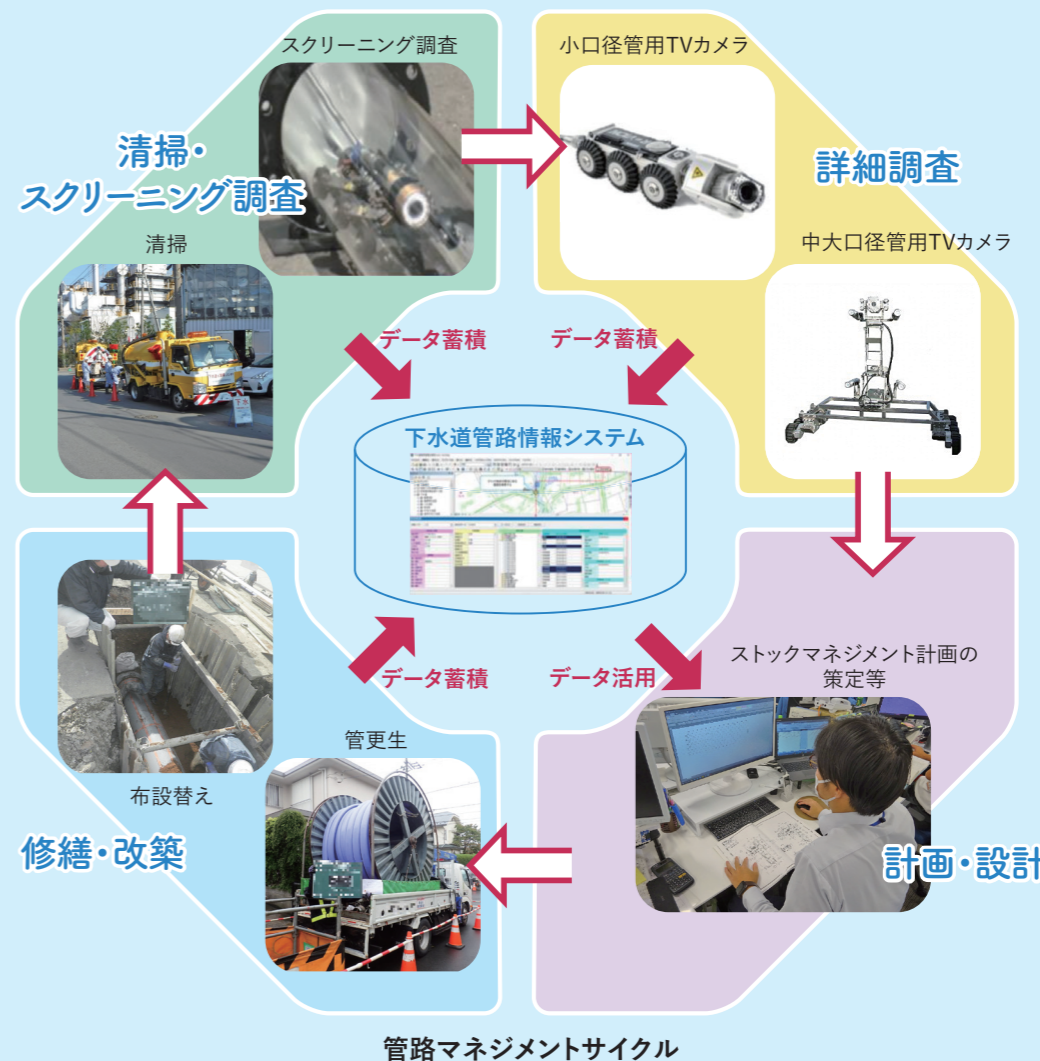 スクリーニング調査
小口径管用TVカメラ
清掃・
スクリーニング調査
詳細調査
清掃
中大口径管用TVカメラ
データ蓄積
データ蓄積
下水道管路情報システム
データ蓄積
データ活用
ストックマネジメント計画の
策定等
管更生
布設替え
修繕・改築
計画・設計
管路マネジメントサイクル